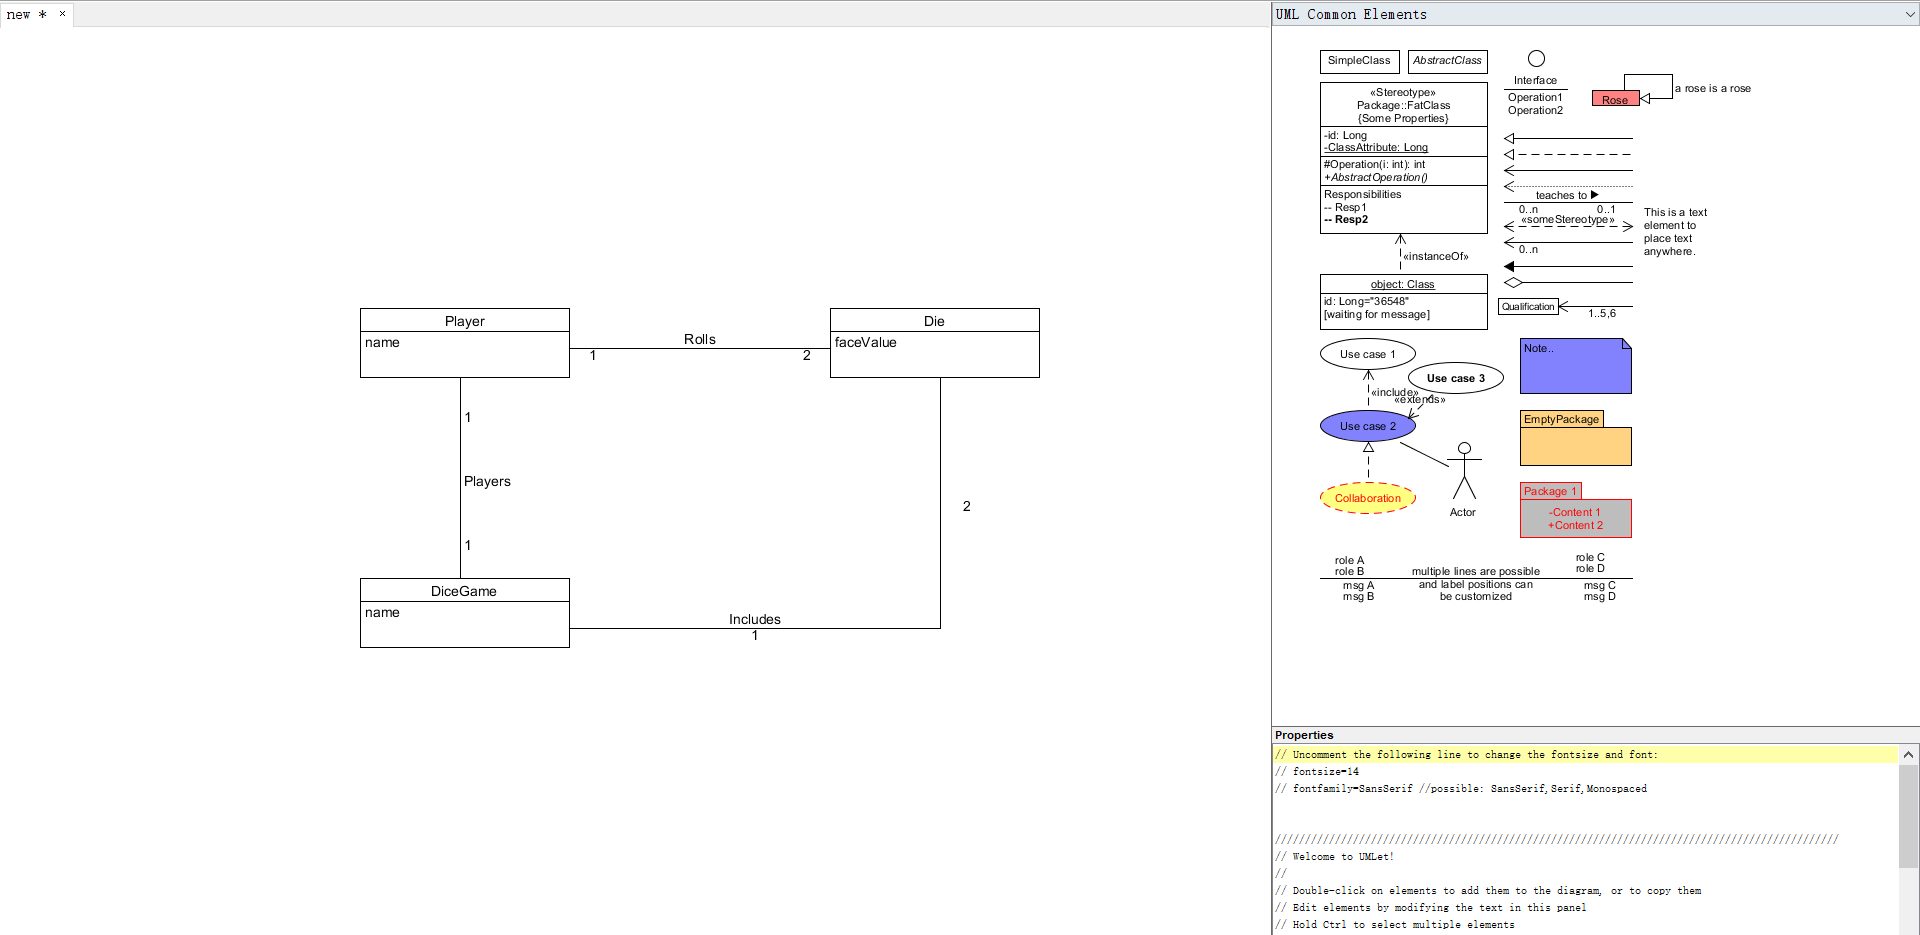 new *
×
Player
name
Rolls
1
2
Die
faceValue
1
Players
1
2
DiceGame
name
Includes
1
UML Common Elements
SimpleClass
AbstractClass
Interface
Operation1
Operation2
Rose
a rose is a rose
«Stereotype»
Package::FatClass
{Some Properties}
-id: Long
-ClassAttribute: Long
#Operation(i: int): int
+AbstractOperation()
Responsibilities
-- Resp1
-- Resp2
teaches to ▶
0..n
0..1
«someStereotype»
0..n
This is a text
element to
place text
anywhere.
«instanceOf»
object: Class
id: Long="36548"
[waiting for message]
Qualification
1..5,6
Use case 1
Use case 3
«include»
«extends»
Use case 2
Collaboration
Actor
Note..
EmptyPackage
Package 1
-Content 1
+Content 2
role A
role B
msg A
msg B
multiple lines are possible
and label positions can
be customized
role C
role D
msg C
msg D
Properties
// Uncomment the following line to change the fontsize and font:
// fontsize=14
// fontfamily=SansSerif //possible: SansSerif,Serif,Monospaced
//////////////////////////////////////////////////////////////////////////////////////////////
// Welcome to UMLet!
//
// Double-click on elements to add them to the diagram, or to copy them
// Edit elements by modifying the text in this panel
// Hold Ctrl to select multiple elements